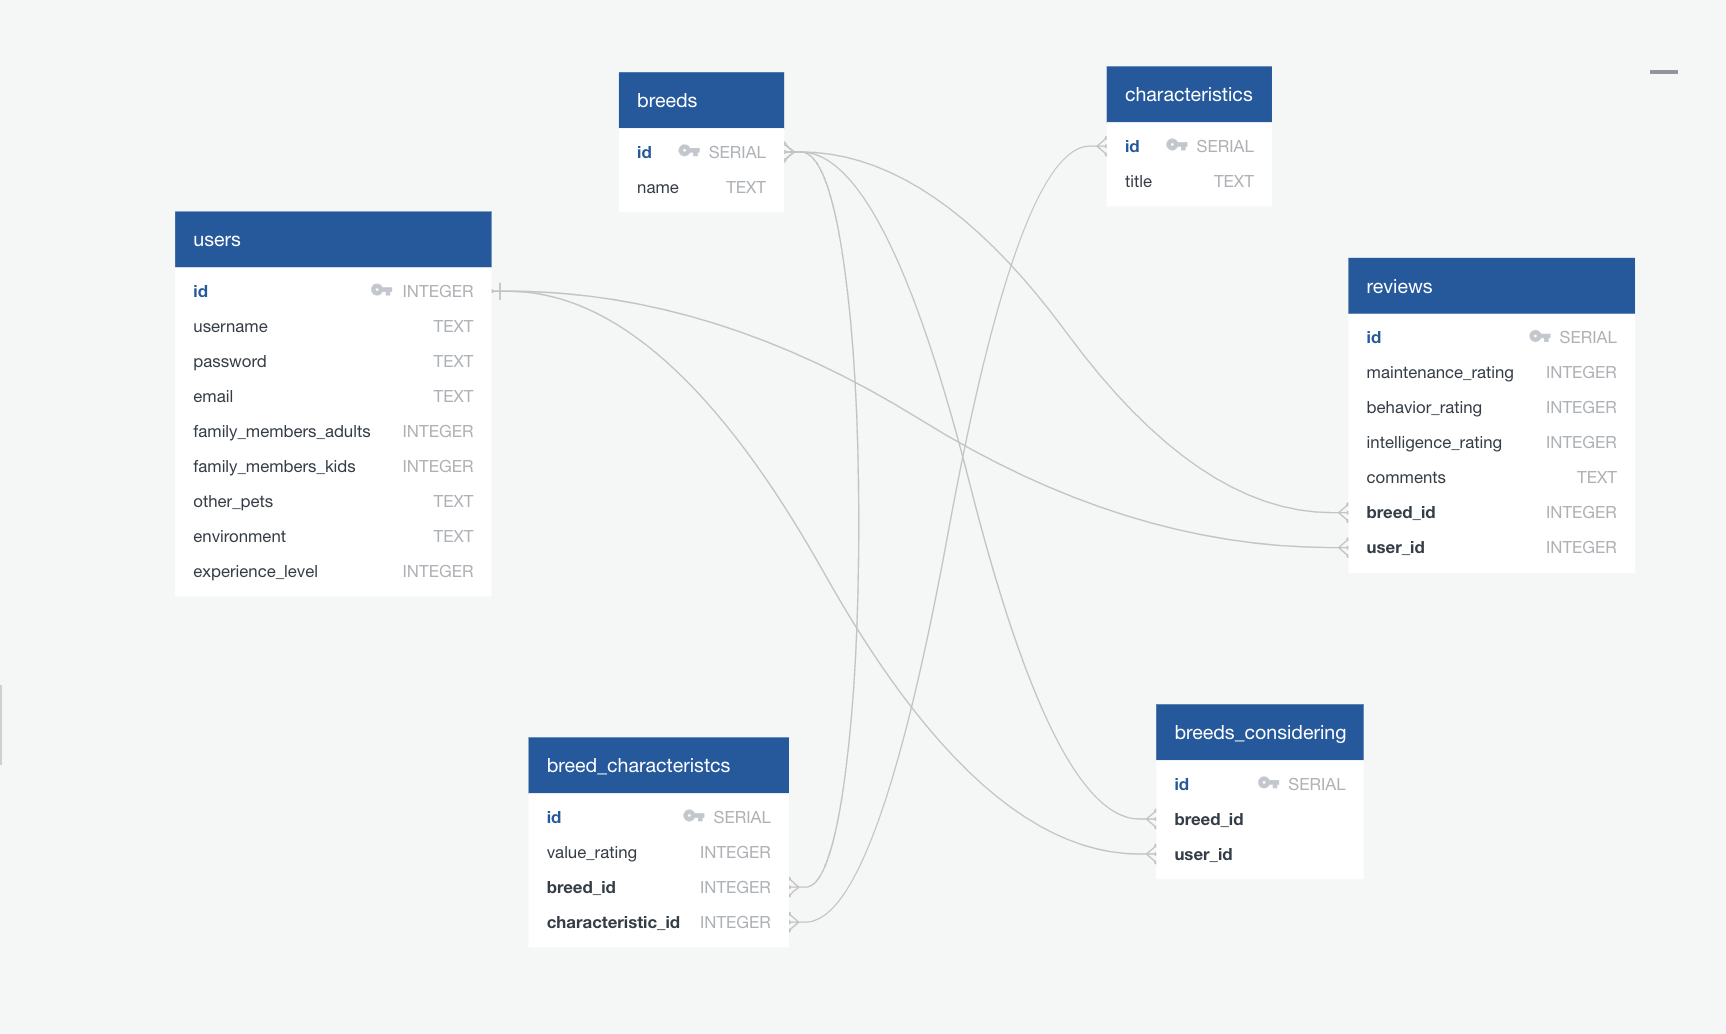 breeds
id SERIAL
name TEXT
characteristics
id SERIAL
title TEXT
users
id INTEGER
username TEXT
password TEXT
email TEXT
family_members_adults INTEGER
family_members_kids INTEGER
other_pets TEXT
environment TEXT
experience_level INTEGER
reviews
id SERIAL
maintenance_rating INTEGER
behavior_rating INTEGER
intelligence_rating INTEGER
comments TEXT
breed_id INTEGER
user_id INTEGER
breed_characteristcs
id SERIAL
value_rating INTEGER
breed_id INTEGER
characteristic_id INTEGER
breeds_considering
id SERIAL
breed_id
user_id